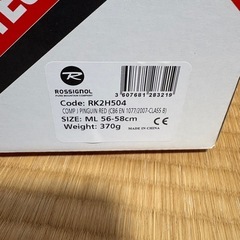 ROSSIGNOL
3 607681 283219
Code: RK2H504
COMP J PINGUIN RED (CB6 EN 1077/2007-CLASS B)
SIZE: ML 56-58cm
Weight: 370g
CE
MADE IN CHINA